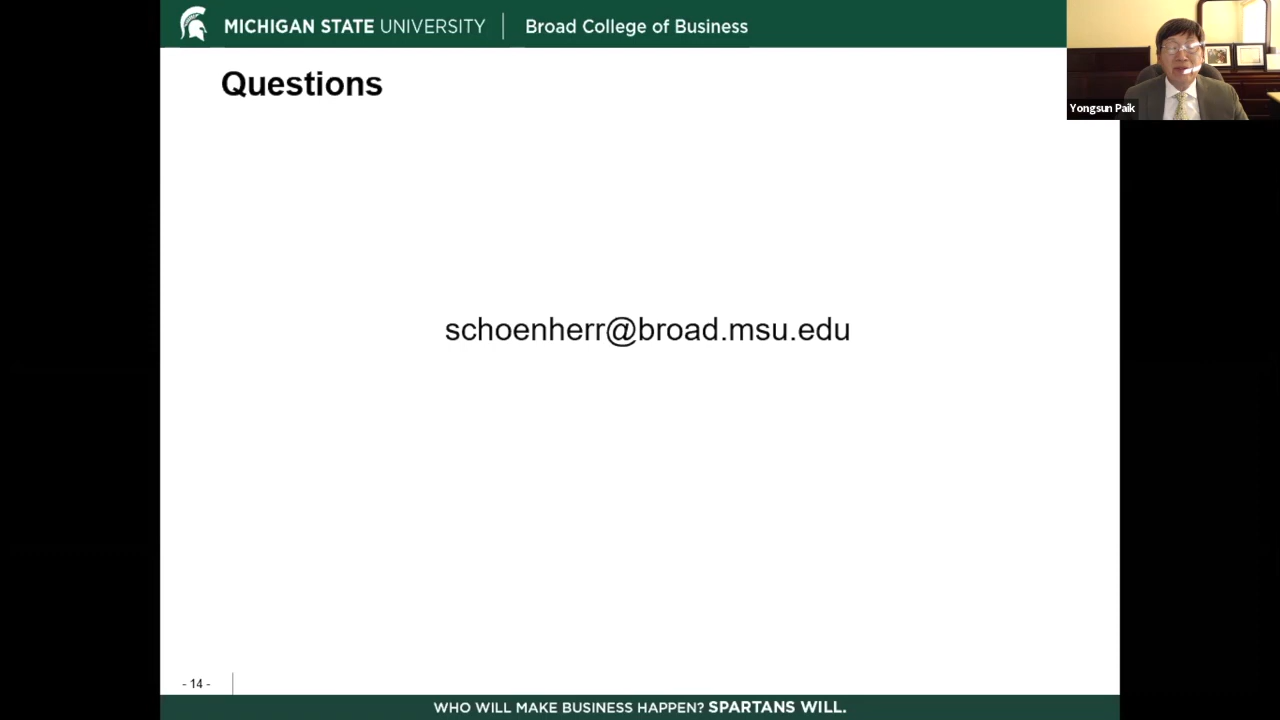 MICHIGAN STATE UNIVERSITY Broad College of Business
Yongsun Paik
Questions
schoenherr@broad.msu.edu
- 14 -
WHO WILL MAKE BUSINESS HAPPEN? SPARTANS WILL.